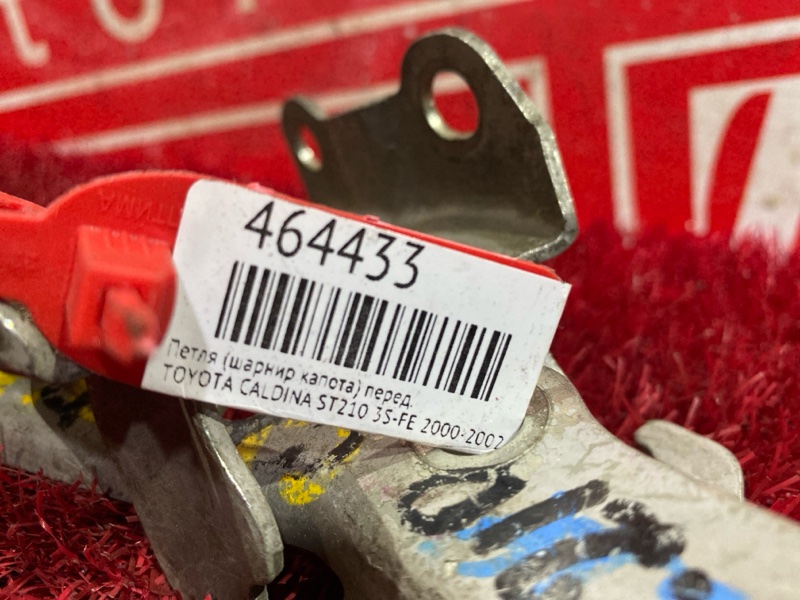 464433
Петля (шарнир капота) перед.
TOYOTA CALDINA ST210 3S-FE 2000-2002